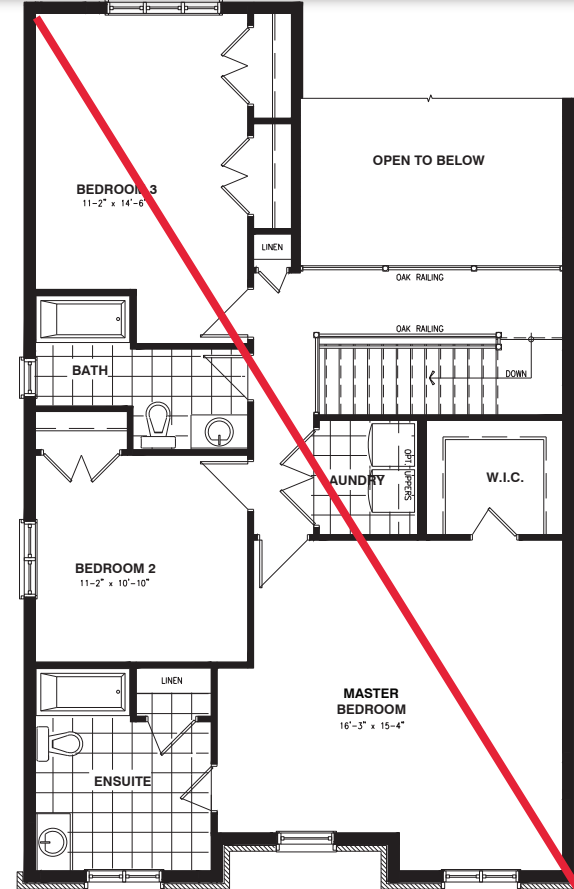 OPEN TO BELOW
BEDROOM 3
11-2" x 14'-6"
LINEN
OAK RAILING
OAK RAILING
BATH
DOWN
AUNDRY
OPT. UPPERS
W.I.C.
BEDROOM 2
11-2" x 10'-10"
LINEN
MASTER
BEDROOM
16'-3" x 15-4"
ENSUITE